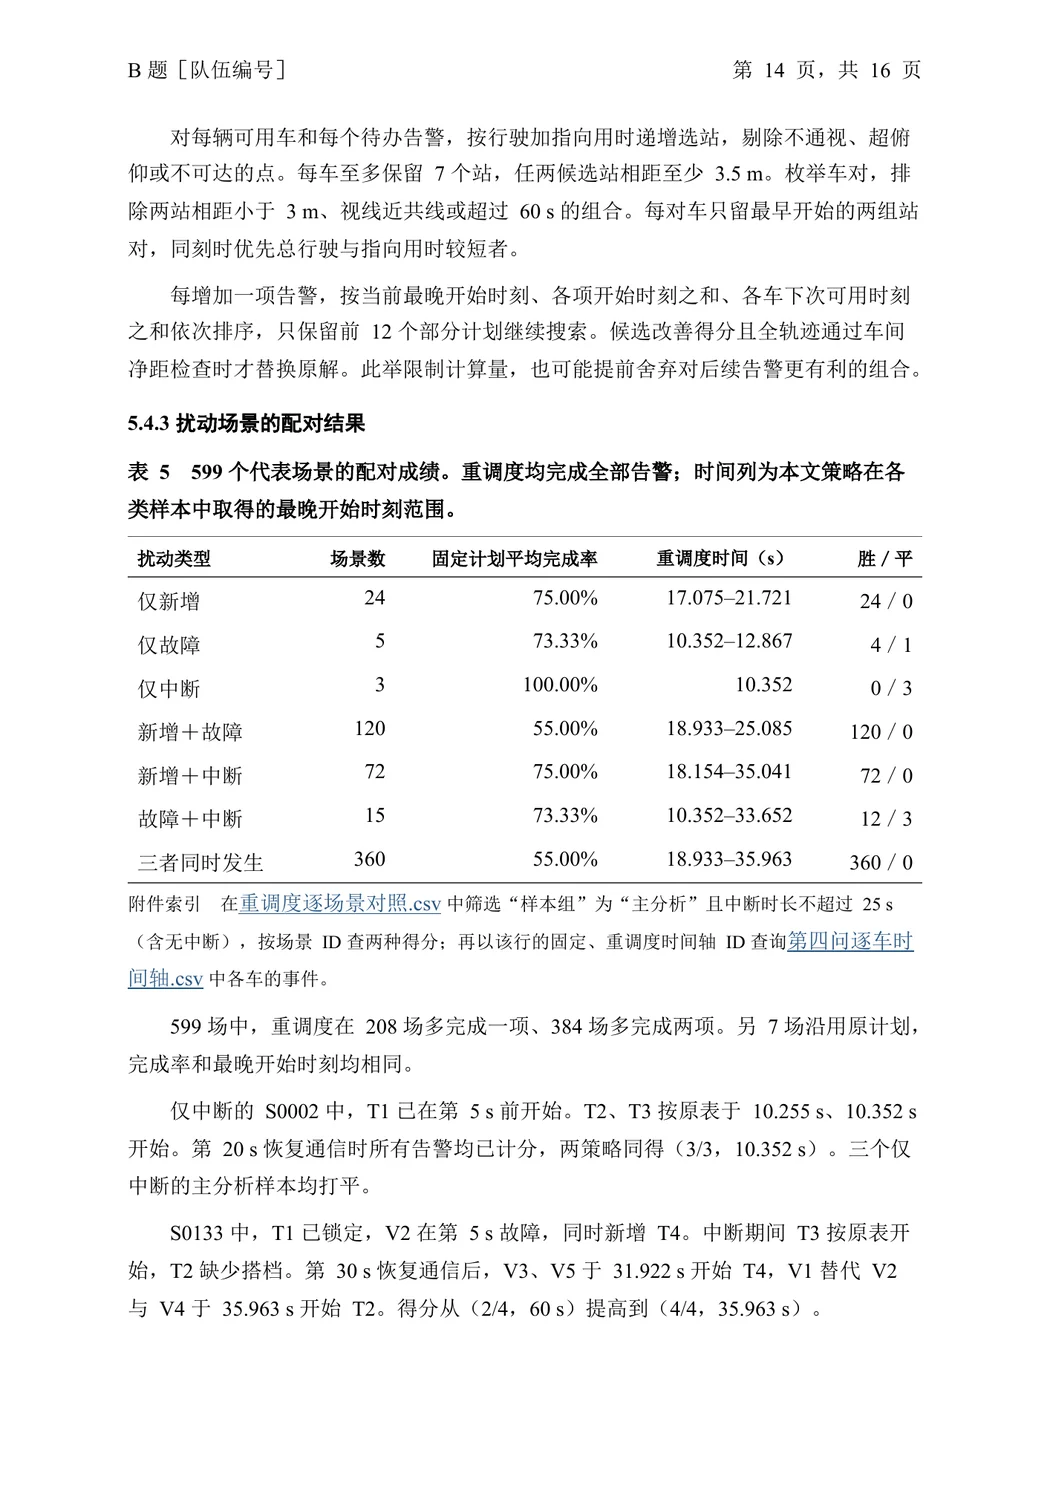 B 题［队伍编号］ 第 14 页，共 16 页
对每辆可用车和每个待办告警，按行驶加指向用时递增选站，剔除不通视、超俯
仰或不可达的点。每车至多保留 7 个站，任两候选站相距至少 3.5 m。枚举车对，排
除两站相距小于 3 m、视线近共线或超过 60 s 的组合。每对车只留最早开始的两组站
对，同刻时优先总行驶与指向用时较短者。
每增加一项告警，按当前最晚开始时刻、各项开始时刻之和、各车下次可用时刻
之和依次排序，只保留前 12 个部分计划继续搜索。候选改善得分且全轨迹通过车间
净距检查时才替换原解。此举限制计算量，也可能提前舍弃对后续告警更有利的组合。
5.4.3 扰动场景的配对结果
表 5 599 个代表场景的配对成绩。重调度均完成全部告警；时间列为本文策略在各
类样本中取得的最晚开始时刻范围。
扰动类型 场景数 固定计划平均完成率 重调度时间（s） 胜 / 平
仅新增 24 75.00% 17.075–21.721 24 / 0
仅故障 5 73.33% 10.352–12.867 4 / 1
仅中断 3 100.00% 10.352 0 / 3
新增＋故障 120 55.00% 18.933–25.085 120 / 0
新增＋中断 72 75.00% 18.154–35.041 72 / 0
故障＋中断 15 73.33% 10.352–33.652 12 / 3
三者同时发生 360 55.00% 18.933–35.963 360 / 0
附件索引 在重调度逐场景对照.csv 中筛选“样本组”为“主分析”且中断时长不超过 25 s
（含无中断），按场景 ID 查两种得分；再以该行的固定、重调度时间轴 ID 查询第四问逐车时
间轴.csv 中各车的事件。
599 场中，重调度在 208 场多完成一项、384 场多完成两项。另 7 场沿用原计划，
完成率和最晚开始时刻均相同。
仅中断的 S0002 中，T1 已在第 5 s 前开始。T2、T3 按原表于 10.255 s、10.352 s
开始。第 20 s 恢复通信时所有告警均已计分，两策略同得（3/3，10.352 s）。三个仅
中断的主分析样本均打平。
S0133 中，T1 已锁定，V2 在第 5 s 故障，同时新增 T4。中断期间 T3 按原表开
始，T2 缺少搭档。第 30 s 恢复通信后，V3、V5 于 31.922 s 开始 T4，V1 替代 V2
与 V4 于 35.963 s 开始 T2。得分从（2/4，60 s）提高到（4/4，35.963 s）。